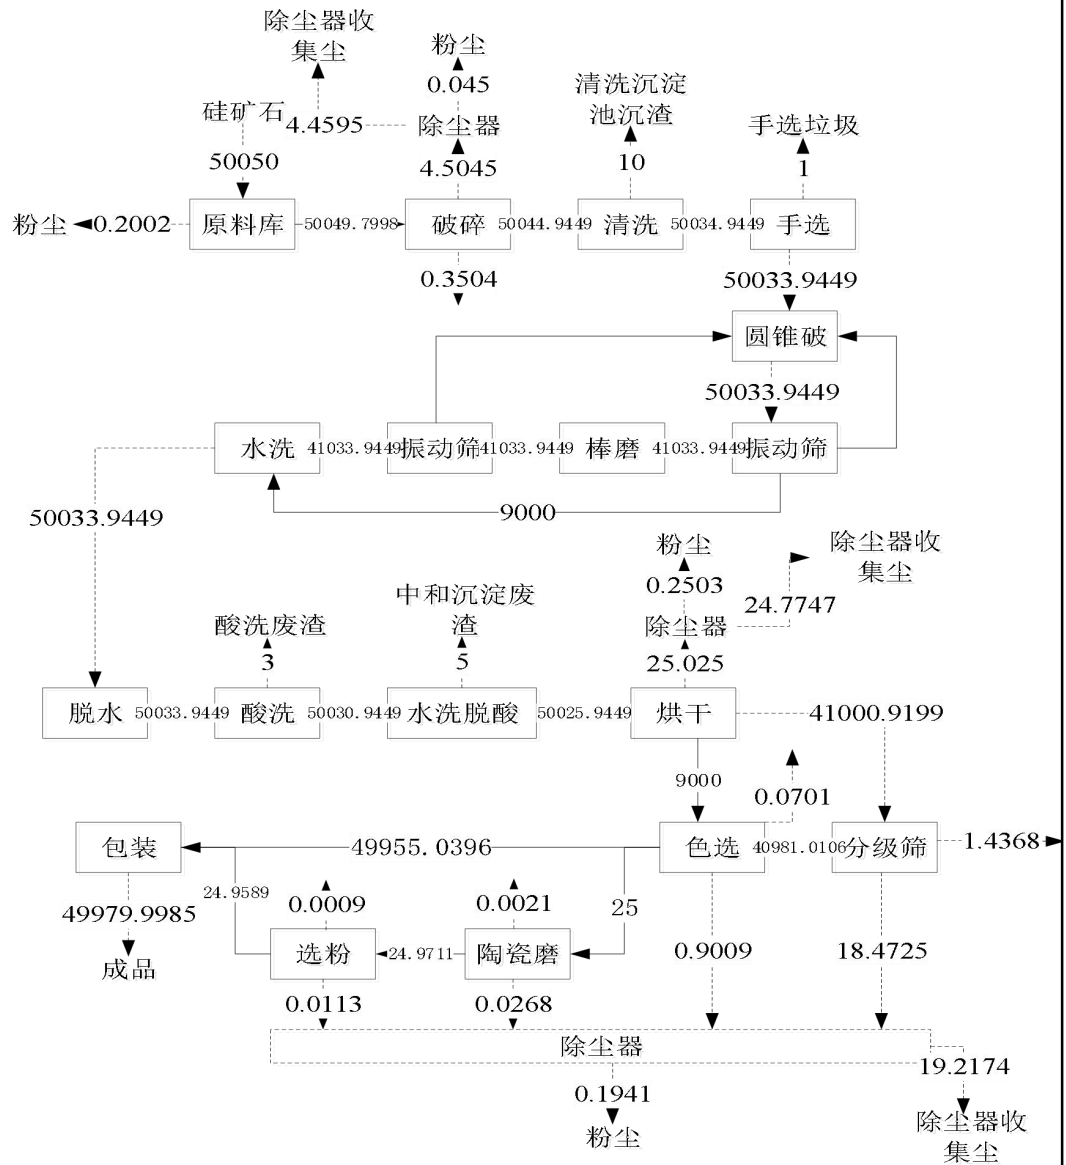 除尘器收
集尘
粉尘
0.045
清洗沉淀
池沉渣
硅矿石
4.4595
除尘器
手选垃圾
50050
4.5045
10
1
粉尘
0.2002
原料库
50049.7998
破碎
50044.9449
清洗
50034.9449
手选
0.3504
50033.9449
圆锥破
50033.9449
水洗
41033.9449
振动筛
41033.9449
棒磨
41033.9449
振动筛
9000
50033.9449
粉尘
除尘器收
集尘
0.2503
24.7747
中和沉淀废
渣
酸洗废渣
除尘器
3
5
25.025
脱水
50033.9449
酸洗
50030.9449
水洗脱酸
50025.9449
烘干
41000.9199
9000
0.0701
包装
49955.0396
色选
40981.0106
分级筛
1.4368
24.9589
0.0009
0.0021
25
49979.9985
选粉
24.9711
陶瓷磨
0.9009
18.4725
成品
0.0113
0.0268
除尘器
19.2174
0.1941
粉尘
除尘器收
集尘